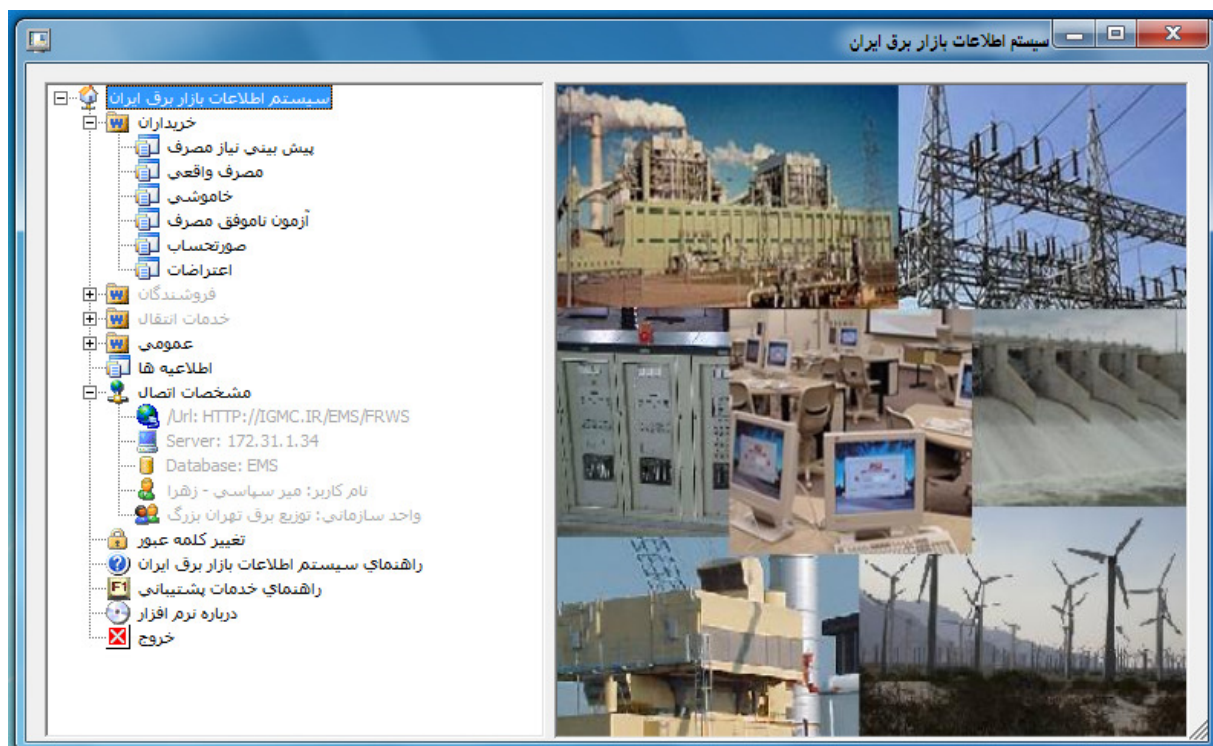 سیستم اطلاعات بازار برق ایران
سیستم اطلاعات بازار برق ایران
خریداران
پیش بینی نیاز مصرف
مصرف واقعی
خاموشی
آزمون ناموفق مصرف
صورتحساب
اعتراضات
فروشندگان
خدمات انتقال
عمومی
اطلاعیه ها
مشخصات اتصال
/Url: HTTP://IGMC.IR/EMS/FRWS
Server: 172.31.1.34
Database: EMS
نام کاربر: میر سپاسی - زهرا
واحد سازمانی: توزیع برق تهران بزرگ
تغییر کلمه عبور
راهنماي سیستم اطلاعات بازار برق ایران
F1 راهنماي خدمات پشتیبانی
درباره نرم افزار
خروج